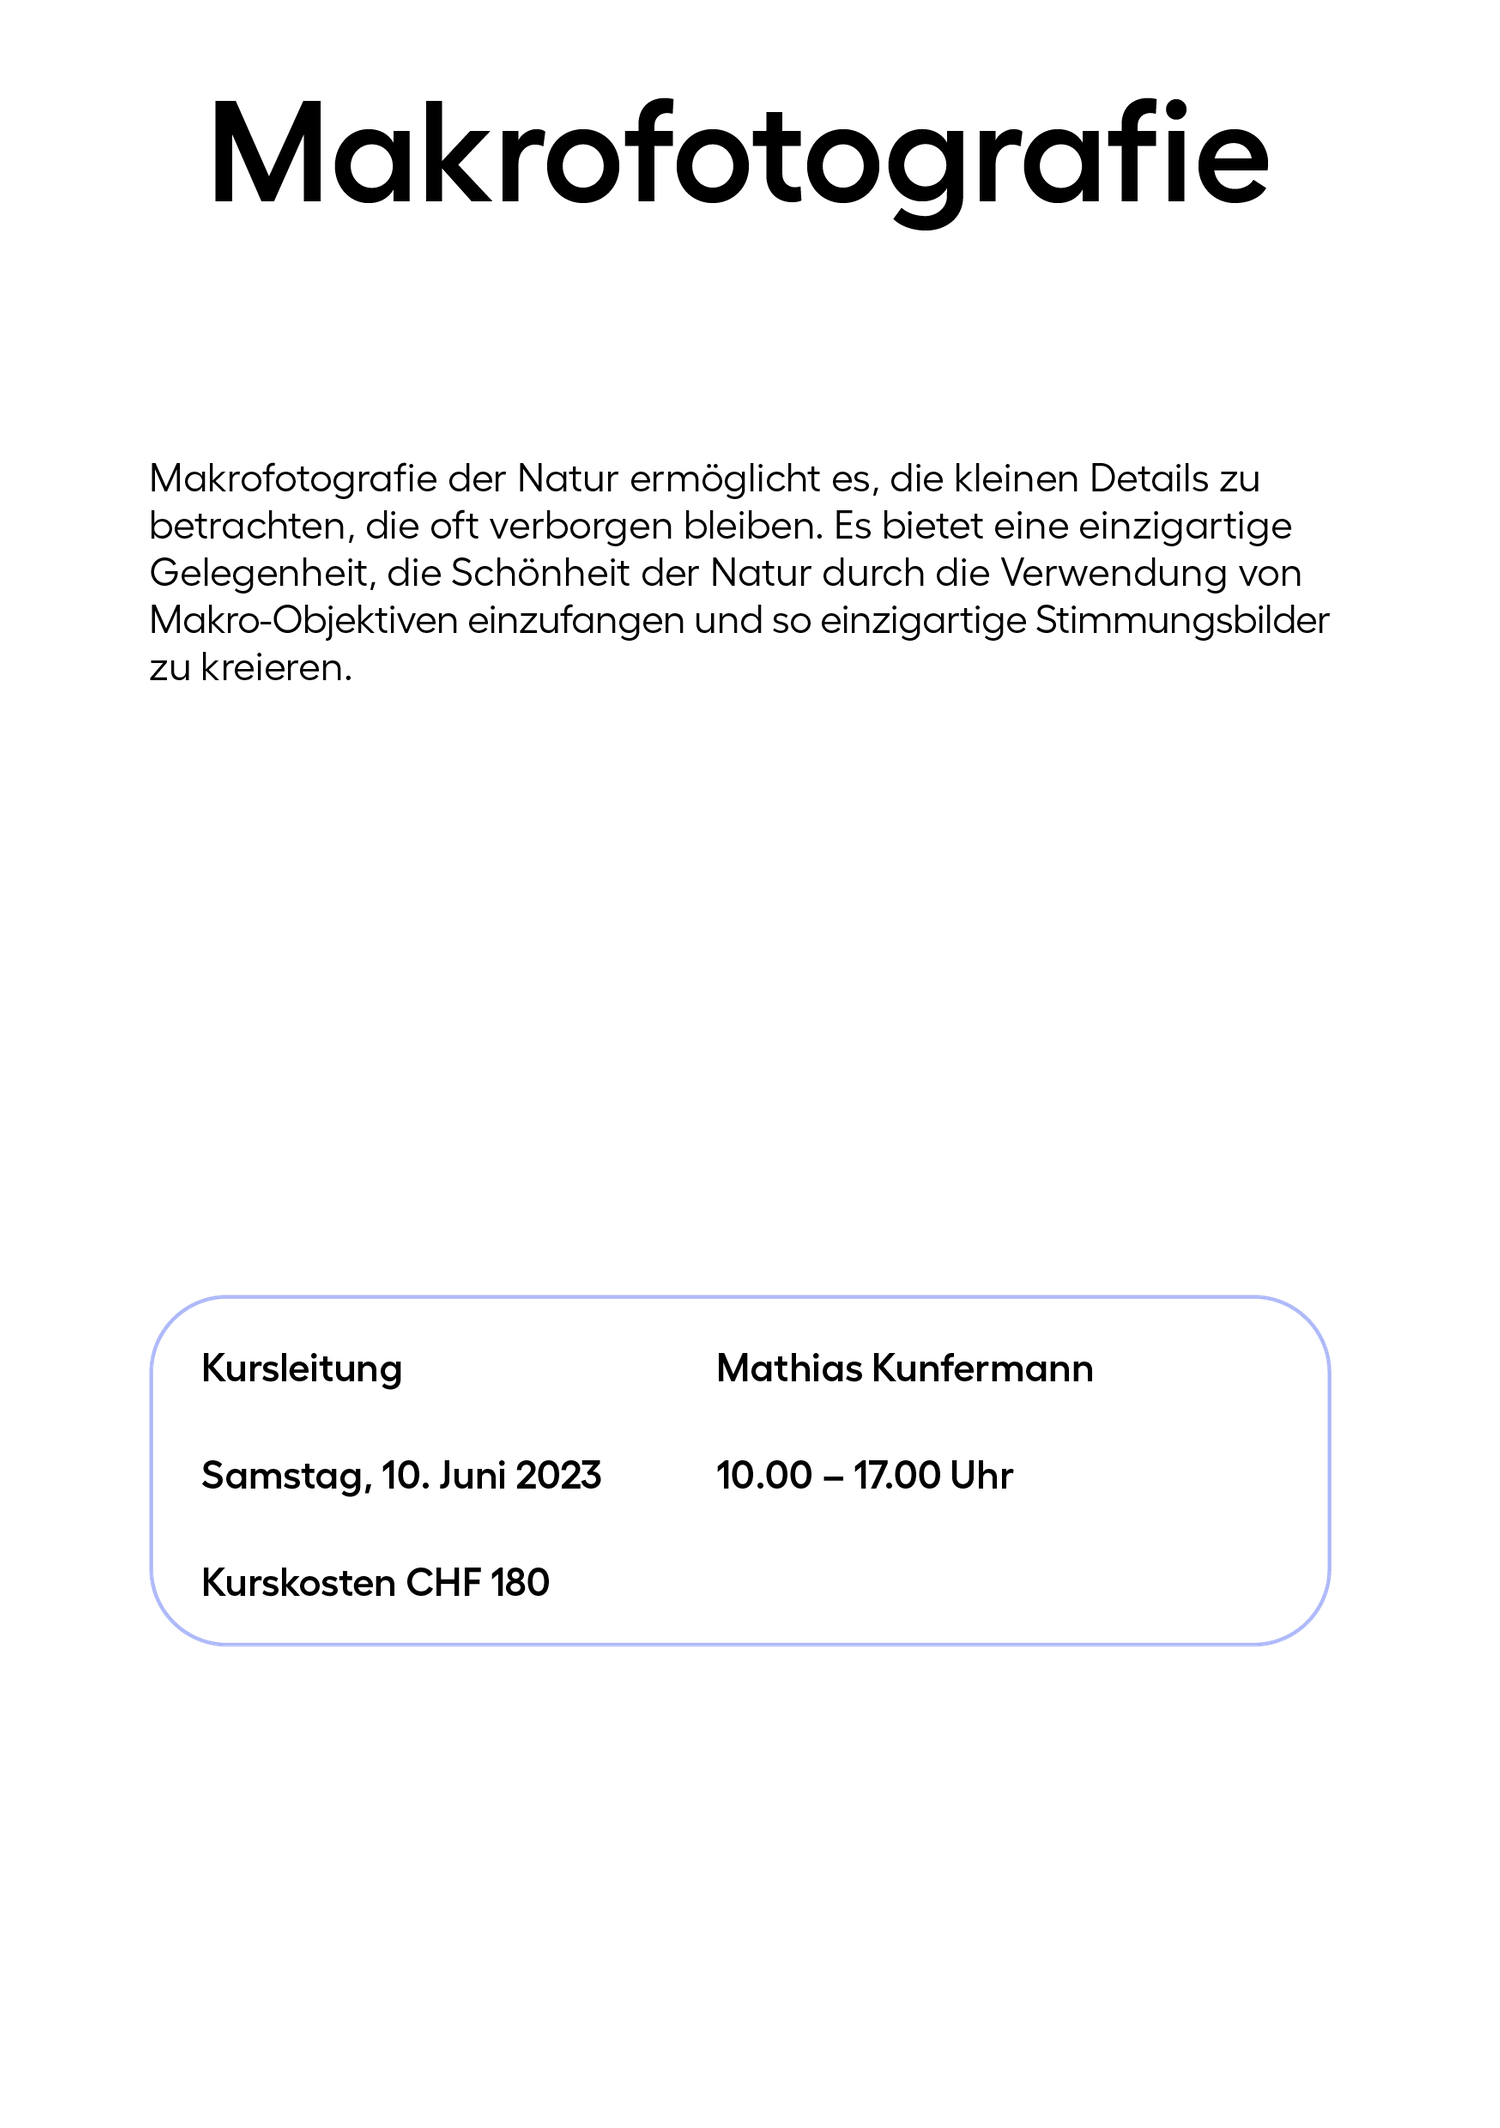 Makrofotografie
Makrofotografie der Natur ermöglicht es, die kleinen Details zu
betrachten, die oft verborgen bleiben. Es bietet eine einzigartige
Gelegenheit, die Schönheit der Natur durch die Verwendung von
Makro-Objektiven einzufangen und so einzigartige Stimmungsbilder
zu kreieren.
Kursleitung Mathias Kunfermann
Samstag, 10. Juni 2023 10.00 – 17.00 Uhr
Kurskosten CHF 180